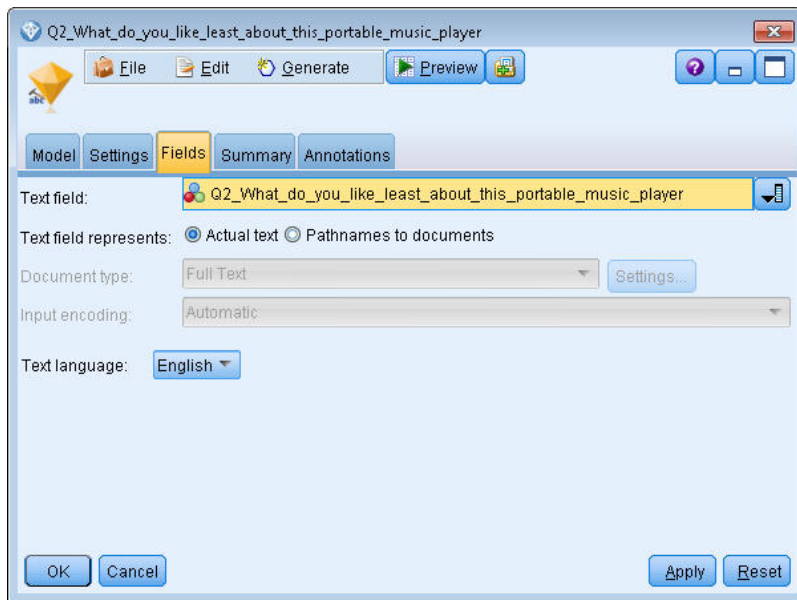 Q2_What_do_you_like_least_about_this_portable_music_player
File Edit Generate Preview
abc
Model Settings Fields Summary Annotations
Text field: Q2_What_do_you_like_least_about_this_portable_music_player
Text field represents: Actual text Pathnames to documents
Document type: Full Text Settings...
Input encoding: Automatic
Text language: English
OK Cancel Apply Reset